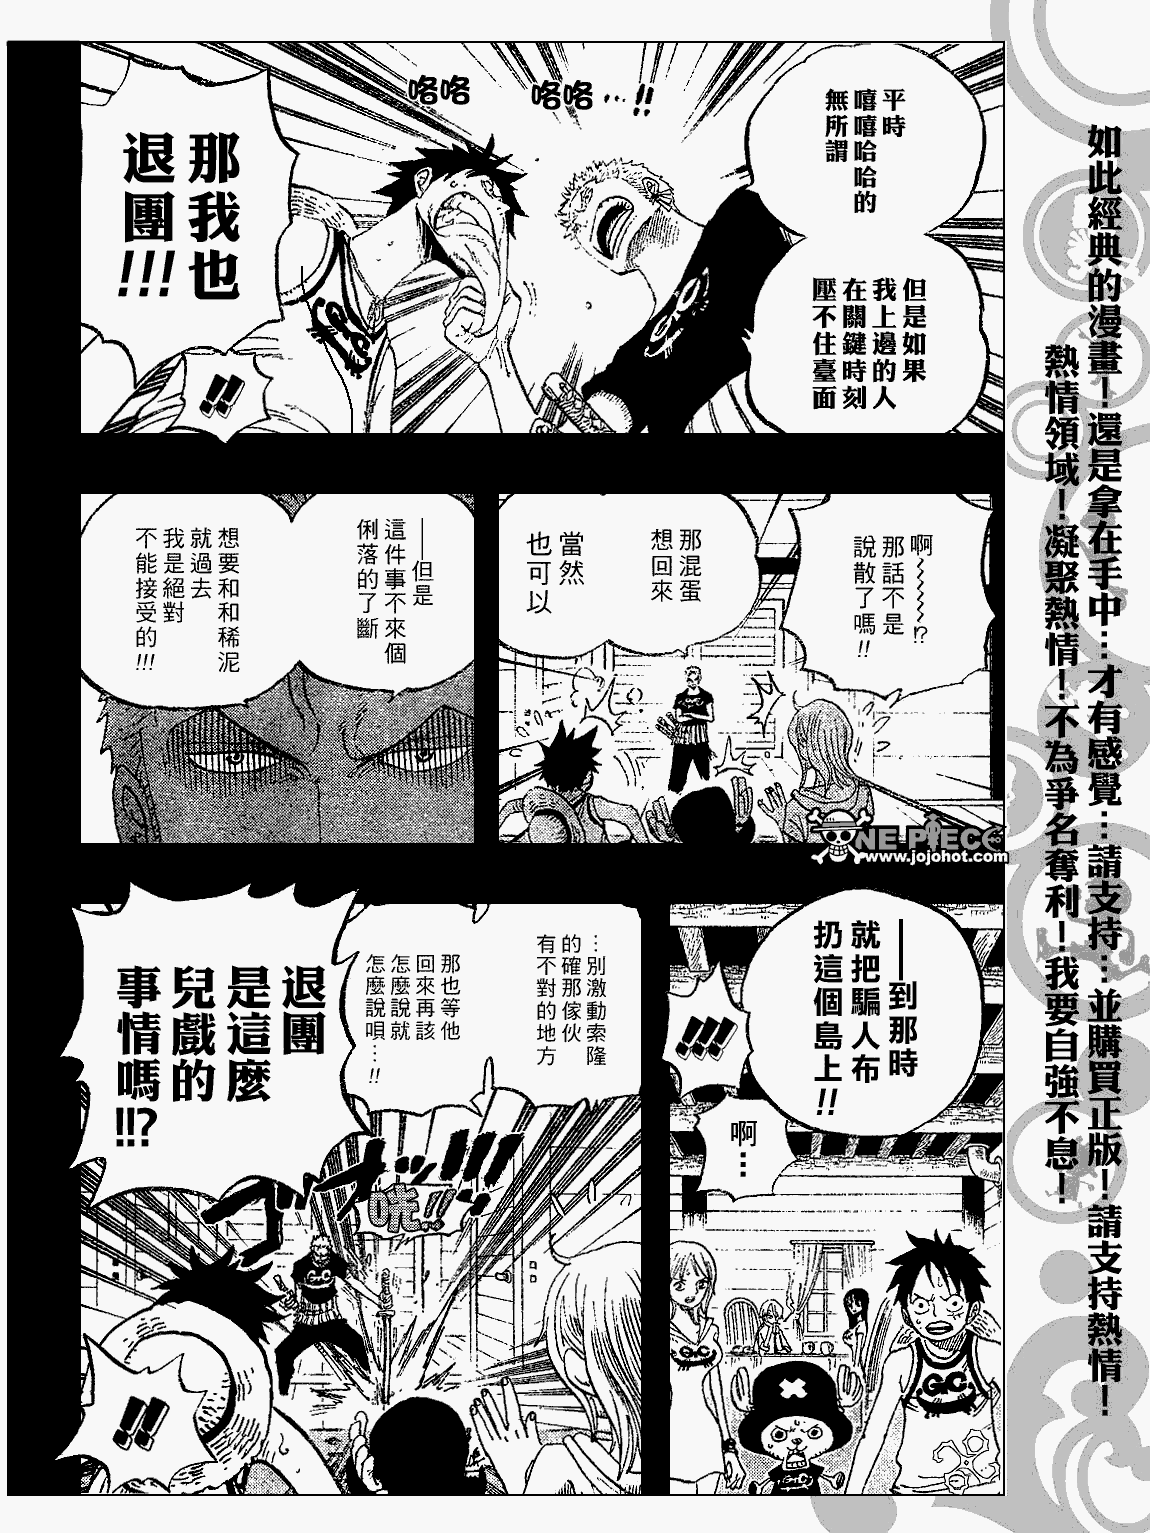 平時
嘻嘻哈哈的
無所謂
但是如果
我上邊的人
在關鍵時刻
壓不住臺面
咯咯…!!
咯咯
那我也
退團!!!
!!
啊～～～～!?
那話不是
說散了嗎!!
那混蛋
想回來
當然
也可以
——但是
這件事不來個
俐落的了斷
想要和和稀泥
就過去
我是絕對
不能接受的!!!
ONE PIECE
www.jojohot.com
——到那時
就把騙人布
扔這個島上!!
!!!
啊…
G.C.
…別激動索隆
的確那傢伙
有不對的地方
那也等他
回來再該
怎麼說就
怎麼說唄…!!
咣!!
退團
是這麼
兒戲的
事情嗎!!?
!!
如此經典的漫畫！還是拿在手中…才有感覺…請支持…並購買正版！請支持熱情！
熱情領域！凝聚熱情！不為爭名奪利！我要自強不息！